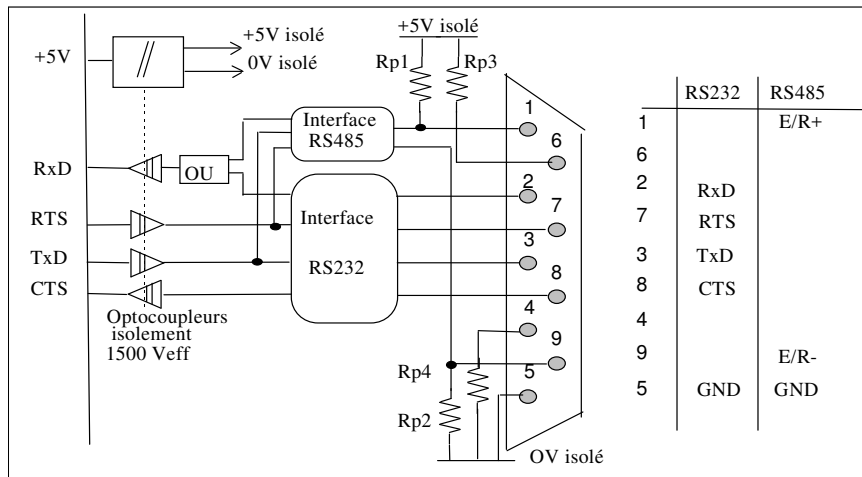 +5V
//
+5V isolé
0V isolé
+5V isolé
Rp1
Rp3
Interface
RS485
RxD
OU
RTS
Interface
TxD
RS232
CTS
Optocoupleurs
isolement
1500 Veff
Rp4
Rp2
1
6
2
7
3
8
4
9
5
OV isolé
RS232 RS485
1 E/R+
6
2 RxD
7 RTS
3 TxD
8 CTS
4
9 E/R-
5 GND GND